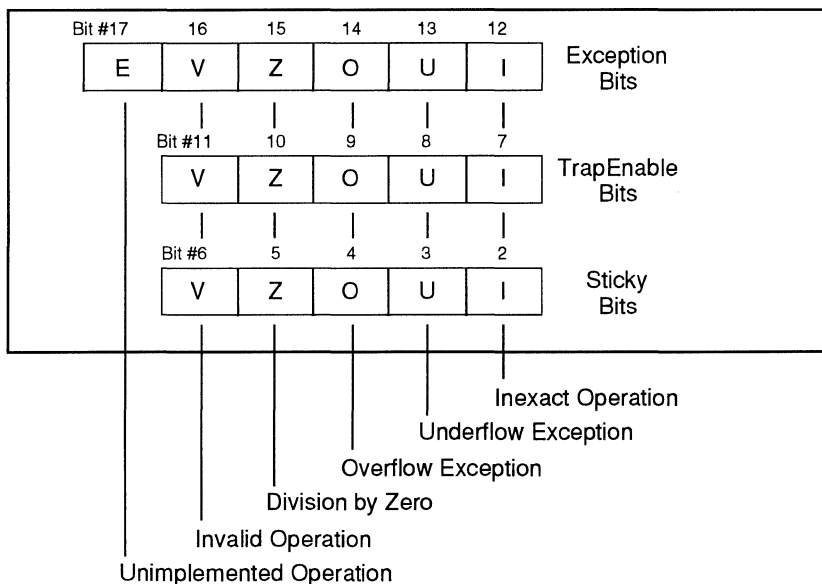 Bit #17 16 15 14 13 12
E V Z O U I
Exception
Bits
Bit #11 10 9 8 7
V Z O U I
TrapEnable
Bits
Bit #6 5 4 3 2
V Z O U I
Sticky
Bits
Inexact Operation
Underflow Exception
Overflow Exception
Division by Zero
Invalid Operation
Unimplemented Operation